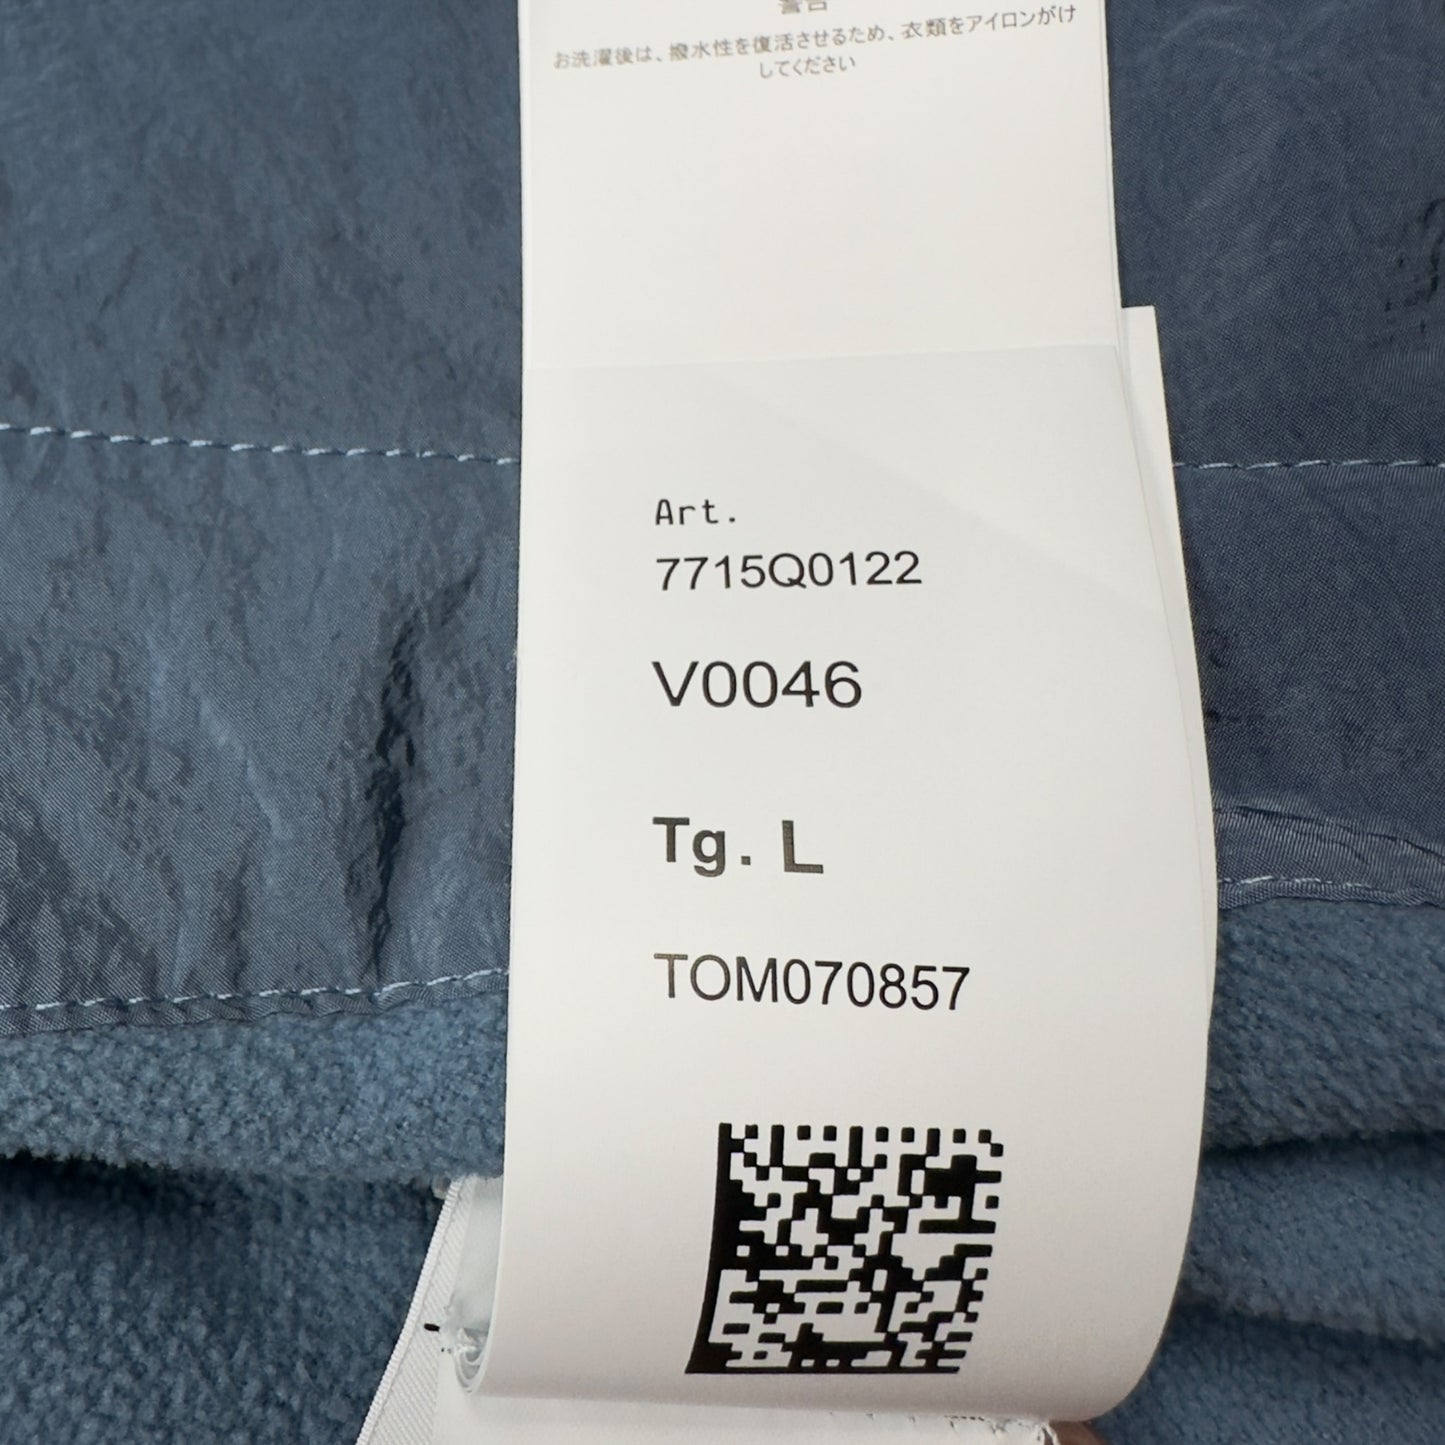 警告
お洗濯後は、撥水性を復活させるため、衣類をアイロンがけ
してください
Art.
7715Q0122
V0046
Tg. L
TOM070857